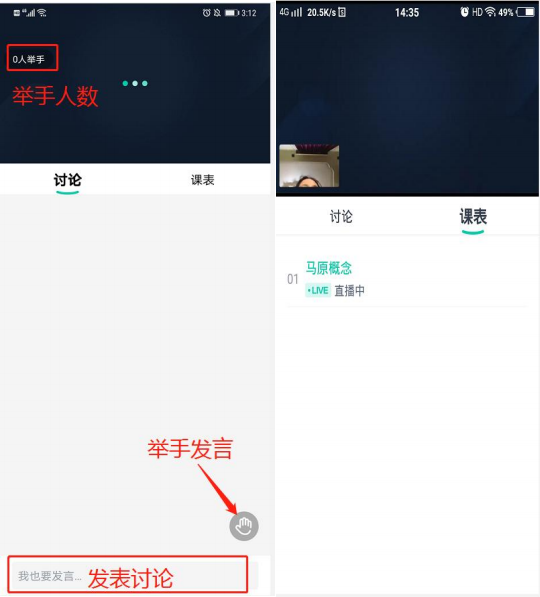 3:12
0人举手
举手人数
讨论 课表
举手发言
我也要发言...
发表讨论
4G 20.5K/s 14:35 HD 49%
讨论 课表
01
马原概念
•LIVE 直播中